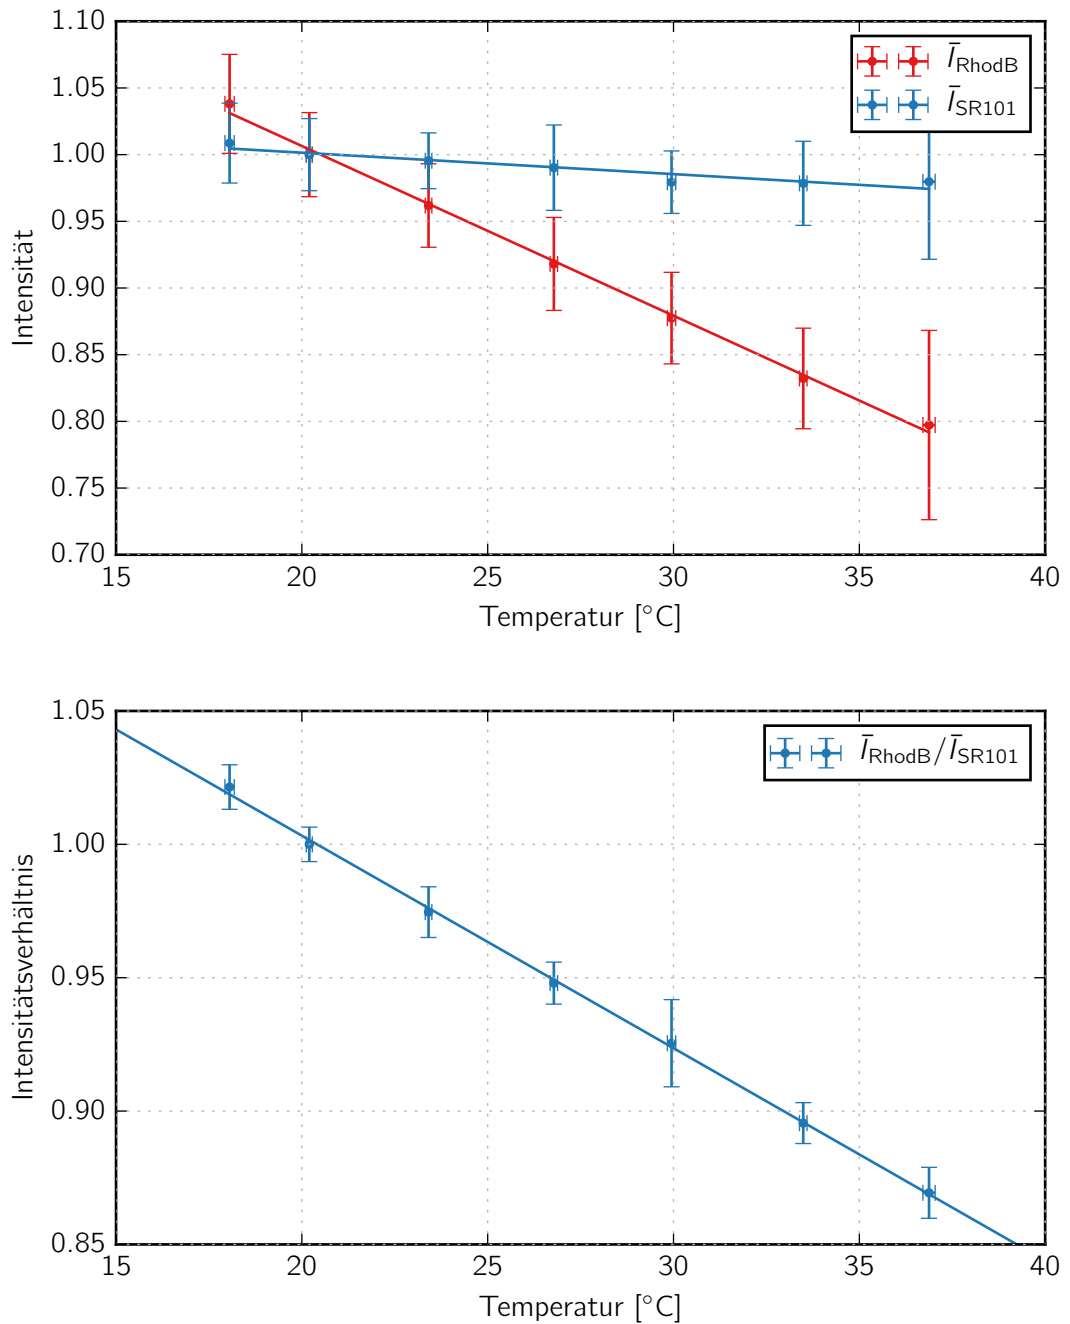 1.10
1.05
1.00
0.95
0.90
0.85
0.80
0.75
0.70
Intensität
Ī_RhodB
Ī_SR101
15 20 25 30 35 40
Temperatur [°C]
1.05
1.00
0.95
0.90
0.85
Intensitätsverhältnis
Ī_RhodB/Ī_SR101
15 20 25 30 35 40
Temperatur [°C]